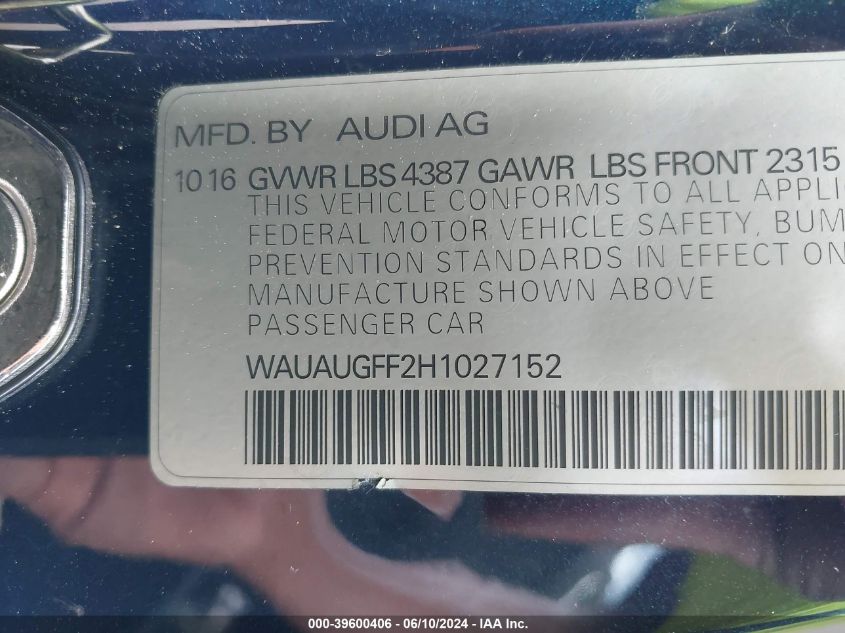 MFD. BY AUDI AG
10 16 GVWR LBS 4387 GAWR LBS FRONT 2315
THIS VEHICLE CONFORMS TO ALL APPLI
FEDERAL MOTOR VEHICLE SAFETY, BUM
PREVENTION STANDARDS IN EFFECT ON
MANUFACTURE SHOWN ABOVE
PASSENGER CAR
WAUAUGFF2H1027152
000-39600406 - 06/10/2024 - IAA Inc.